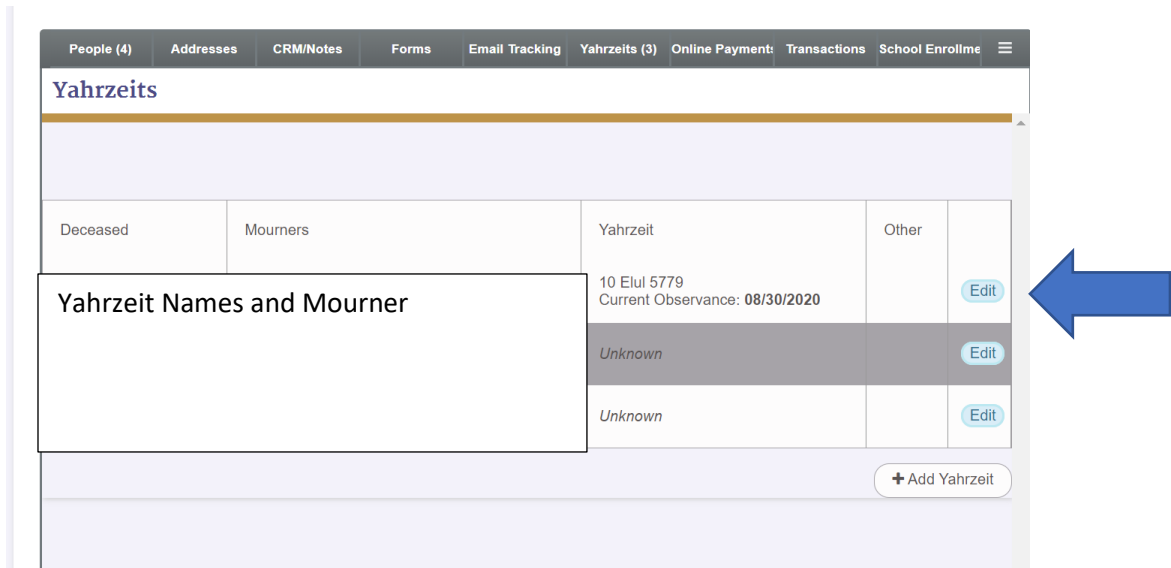 People (4) Addresses CRM/Notes Forms Email Tracking Yahrzeits (3) Online Payments Transactions School Enrollme
Yahrzeits
Deceased Mourners Yahrzeit Other
Yahrzeit Names and Mourner
10 Elul 5779
Current Observance: 08/30/2020
Edit
Unknown Edit
Unknown Edit
+ Add Yahrzeit